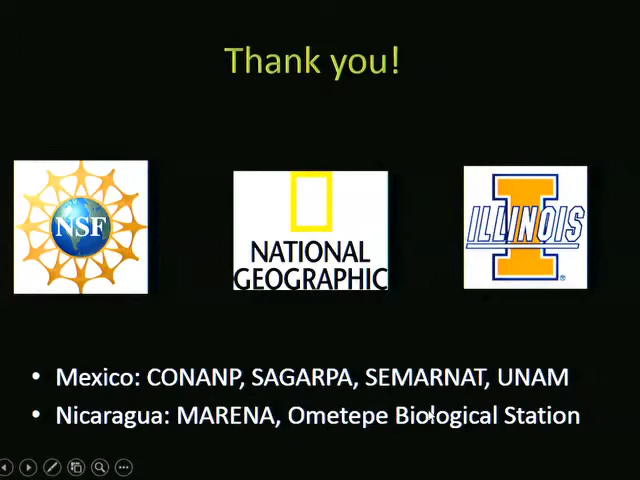 Thank you!
NSF
NATIONAL
GEOGRAPHIC
ILLINOIS
• Mexico: CONANP, SAGARPA, SEMARNAT, UNAM
• Nicaragua: MARENA, Ometepe Biological Station